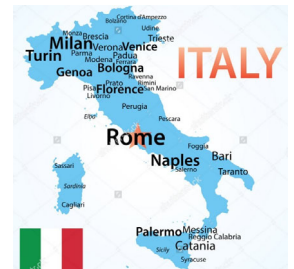 Cortina d'Ampezzo
Bolzano
Udine
Monza Brescia
Trieste
Milan Verona Venice
Turin Parma Padua
Modena Ferrara
Genoa Bologna
ITALY
Ravenna
Prato Rimini
Pisa Florence San Marino
Livorno
Perugia
Elba
Pescara
Rome
Foggia
Naples Bari
Sassari
Salerno
Taranto
Sardinia
Cagliari
Palermo Messina
Reggio Calabria
Sicily Catania
Syracuse